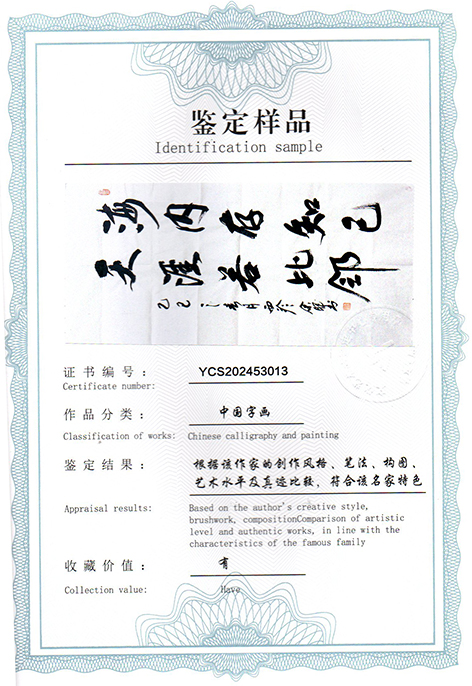 鉴定样品
Identification sample
海内存知己
天涯若比邻
证书编号： YCS202453013
Certificate number:
作品分类： 中国字画
Classification of works: Chinese calligraphy and painting
鉴定结果： 根据该作家的创作风格、笔法、构图、
艺术水平及真迹比较，符合该名家特色
Appraisal results: Based on the author's creative style,
brushwork, compositionComparison of artistic
level and authentic works, in line with the
characteristics of the famous family
收藏价值： 有
Collection value: Have